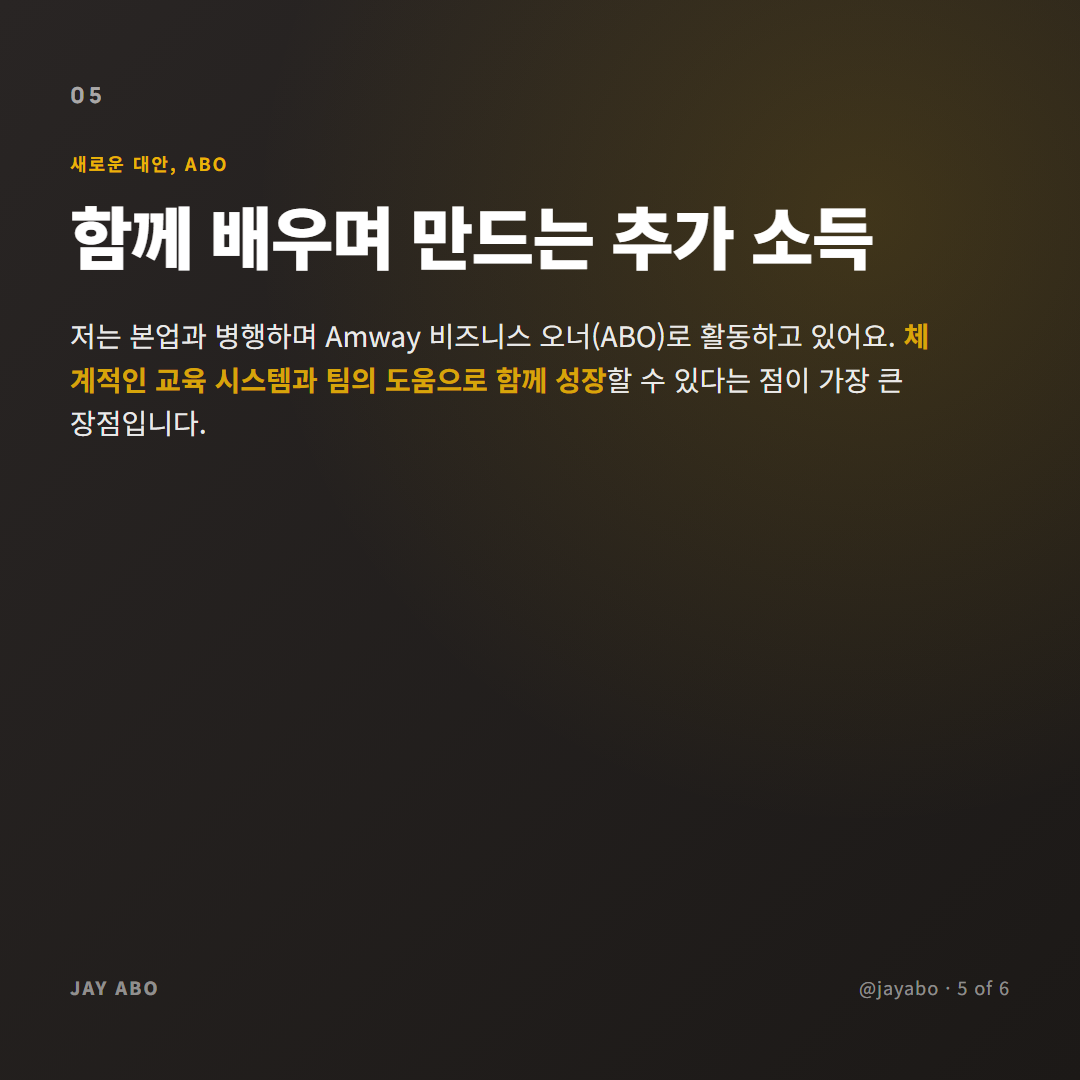 05
새로운 대안, ABO
함께 배우며 만드는 추가 소득
저는 본업과 병행하며 Amway 비즈니스 오너(ABO)로 활동하고 있어요. 체
계적인 교육 시스템과 팀의 도움으로 함께 성장할 수 있다는 점이 가장 큰
장점입니다.
JAY ABO
@jayabo · 5 of 6